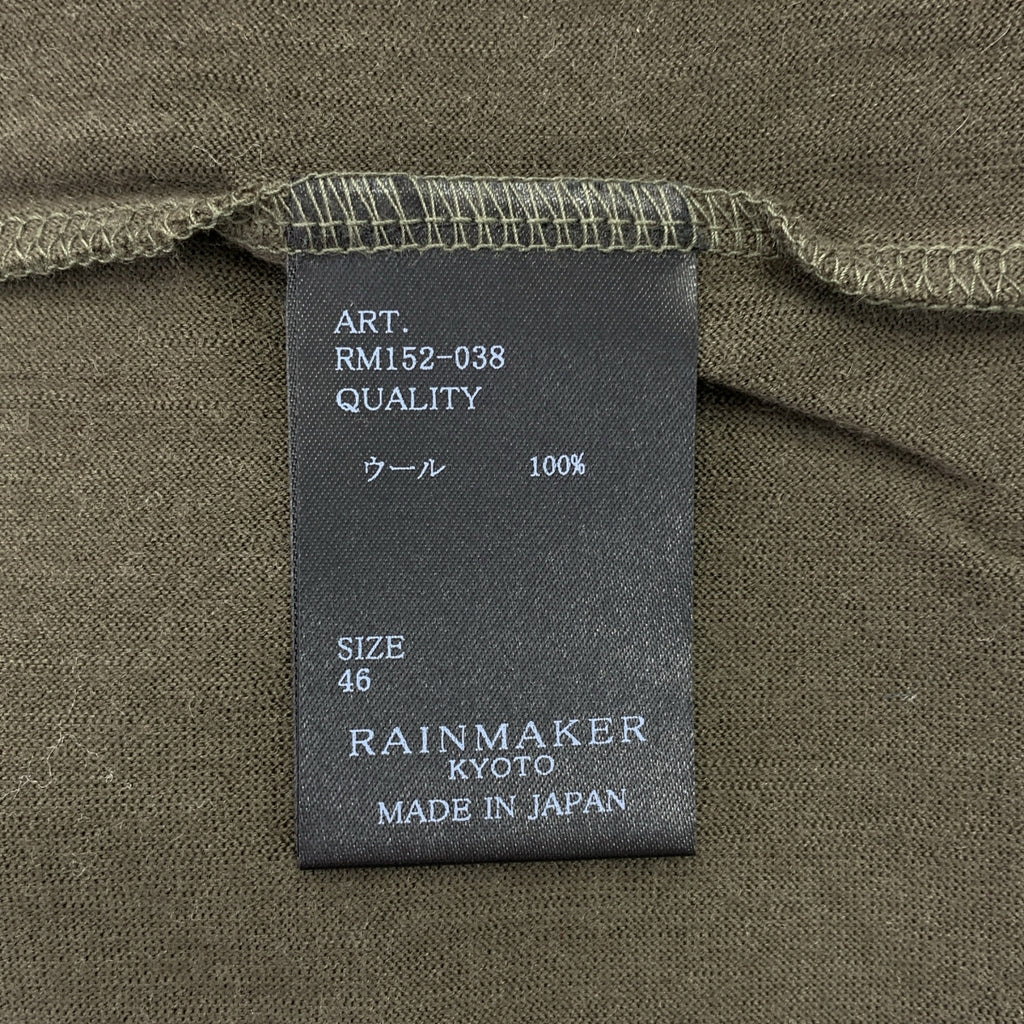 ART.
RM152-038
QUALITY
ウール 100%
SIZE
46
RAINMAKER
KYOTO
MADE IN JAPAN